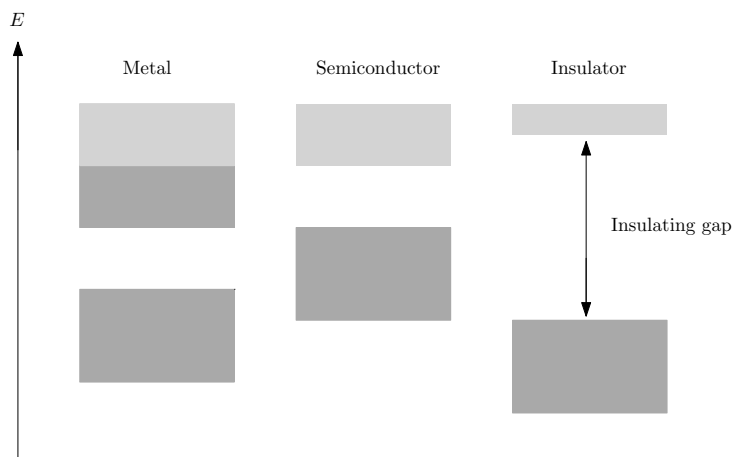 E
Metal
Semiconductor
Insulator
Insulating gap